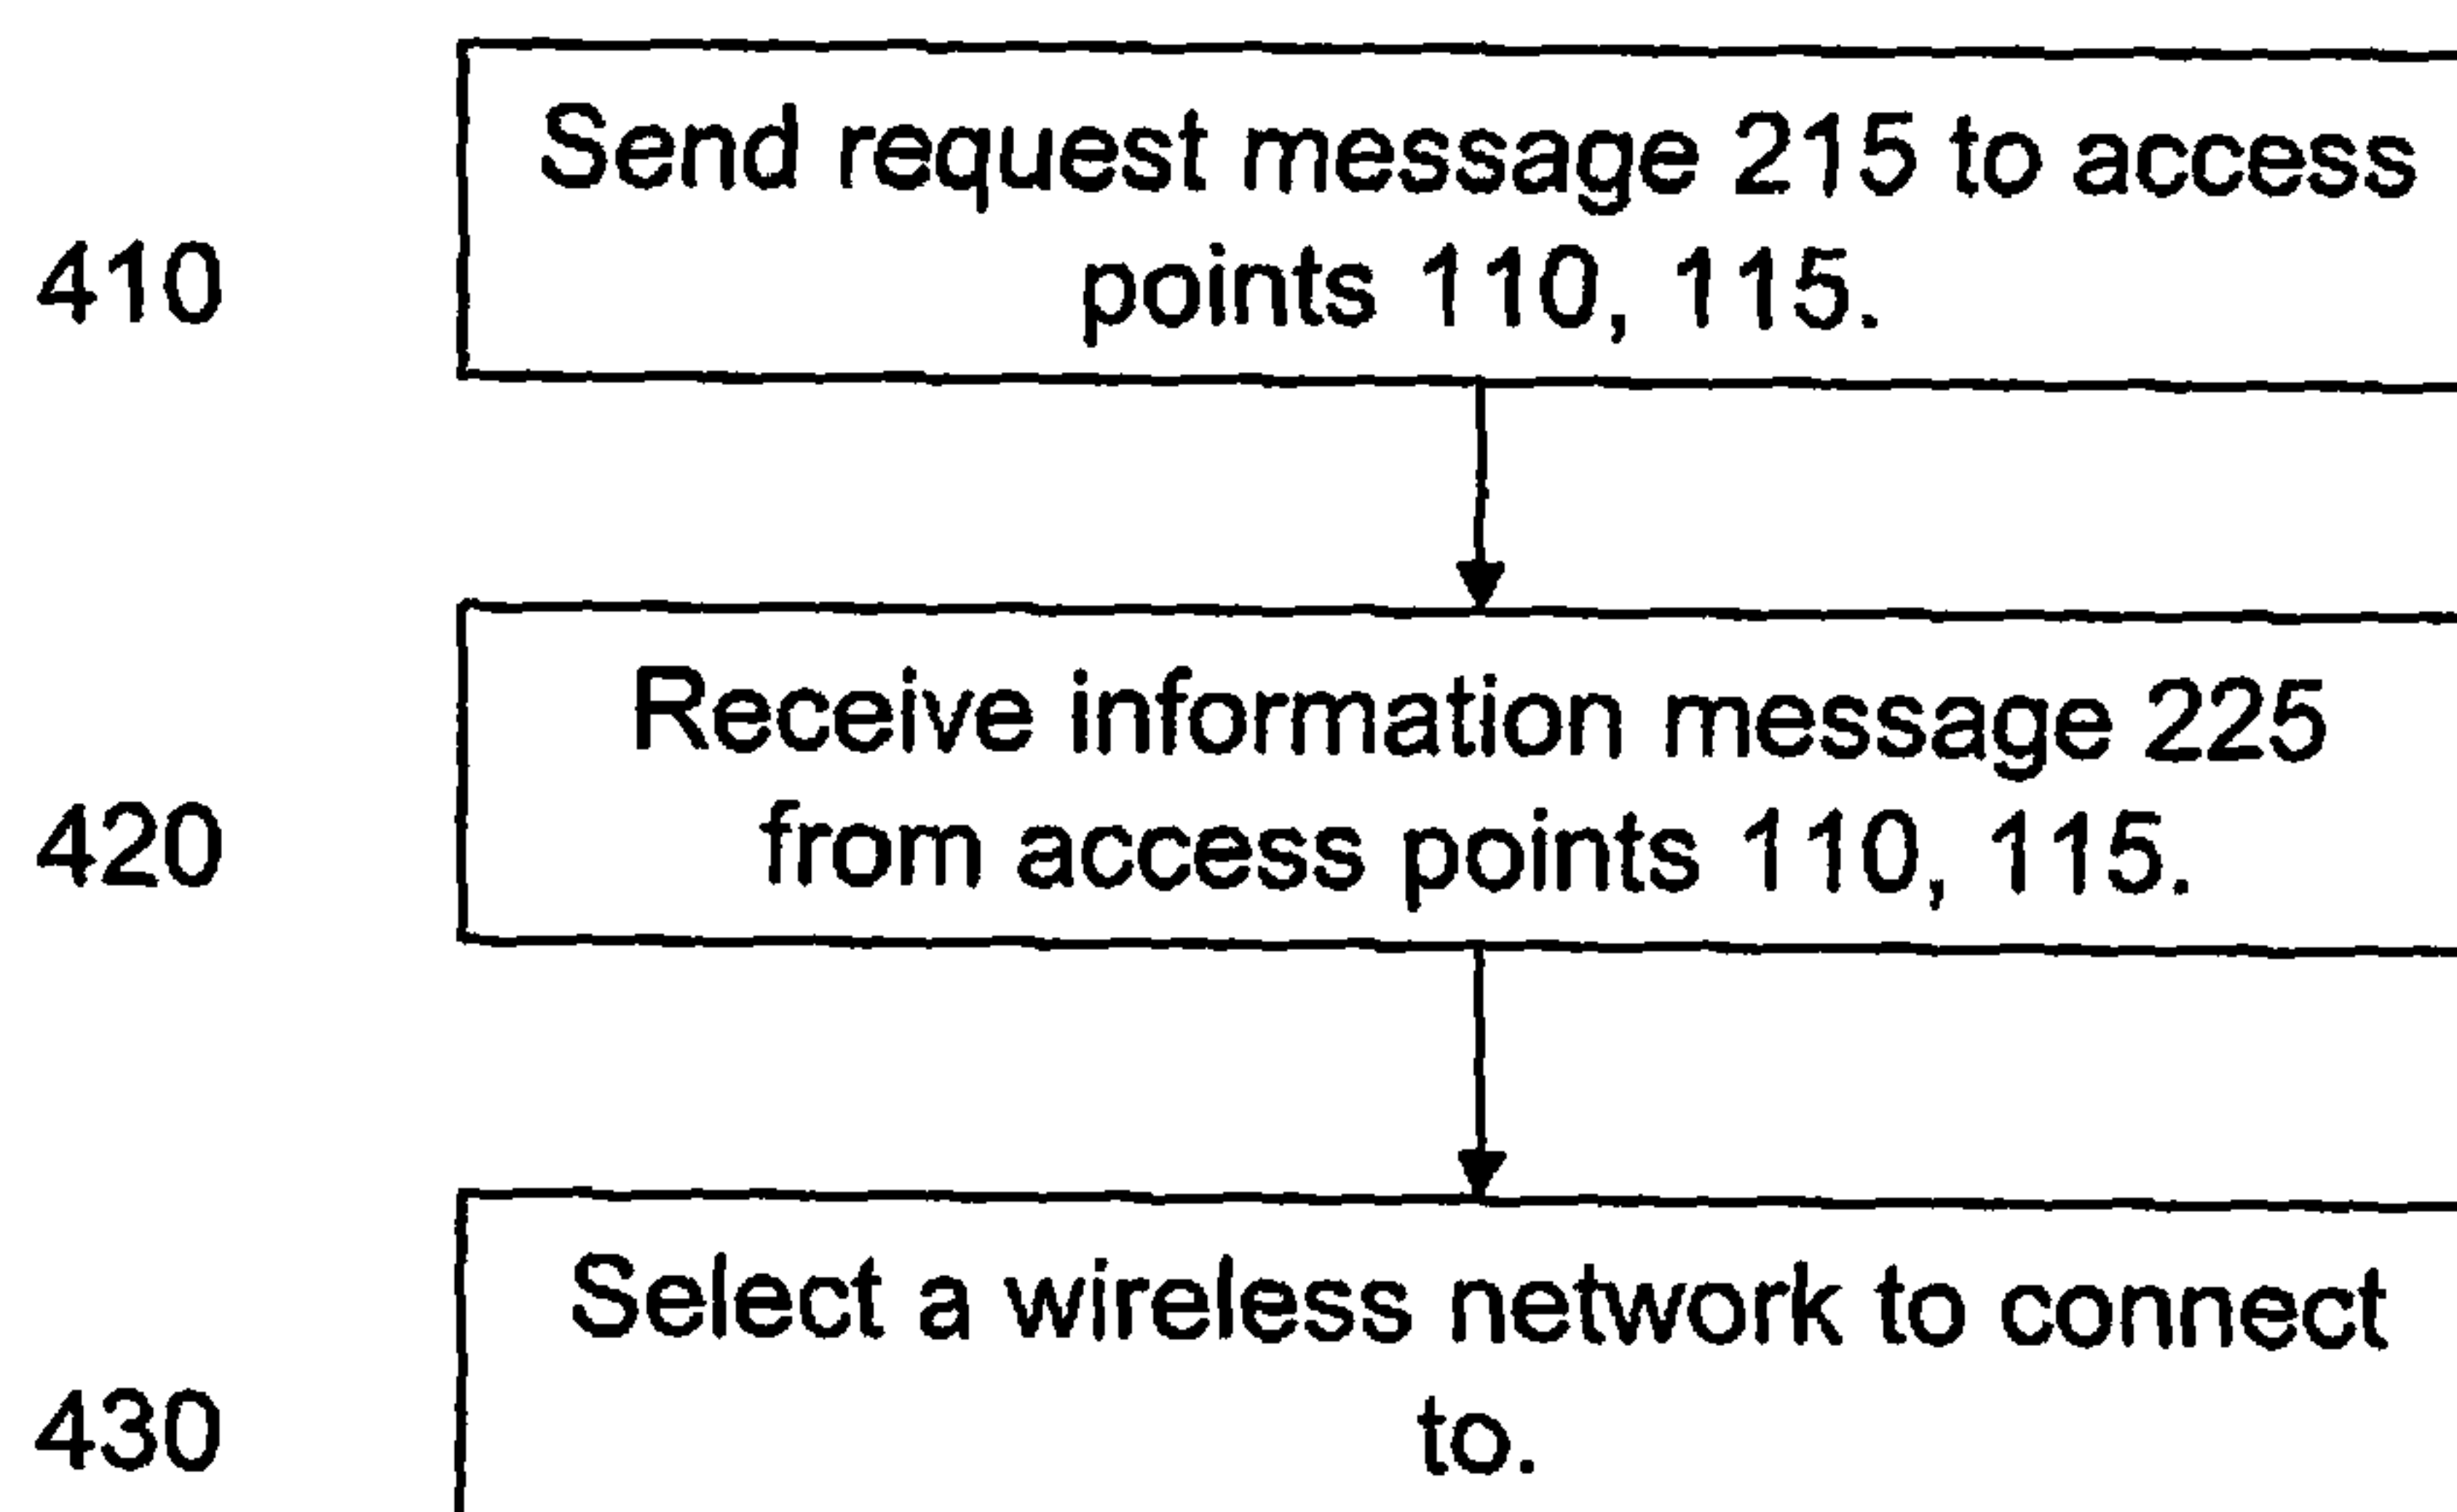 Send request message 215 to access
410 points 110, 115.
Receive information message 225
420 from access points 110, 115.
Select a wireless network to connect
430 to.